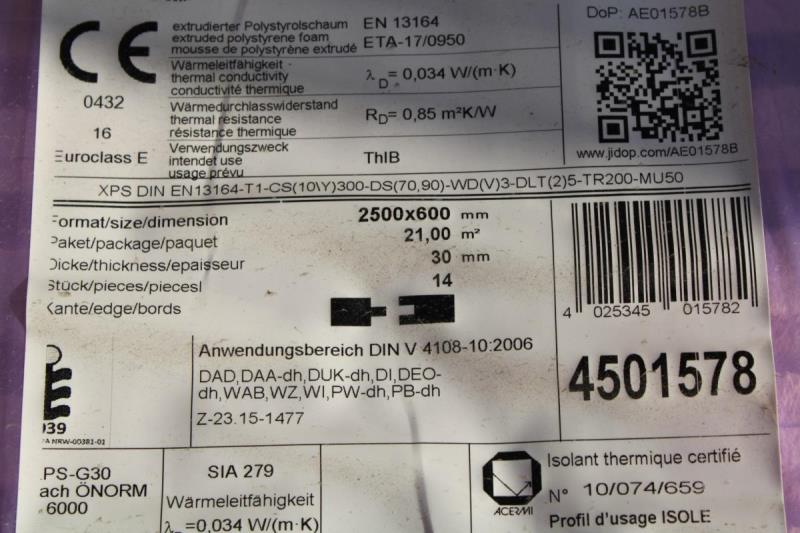 CE
0432
16
Euroclass E
extrudierter Polystyrolschaum EN 13164
extruded polystyrene foam ETA-17/0950
mousse de polystyrène extrudé
Wärmeleitfähigkeit
thermal conductivity λD= 0,034 W/(m·K)
conductivité thermique
Wärmedurchlasswiderstand
thermal resistance RD= 0,85 m²K/W
résistance thermique
Verwendungszweck
intendet use ThIB
usage prévu
DoP: AE01578B
www.jidop.com/AE01578B
XPS DIN EN13164-T1-CS(10\Y)300-DS(70,90)-WD(V)3-DLT(2)5-TR200-MU50
Format/size/dimension 2500x600 mm
Paket/package/paquet 21,00 m²
Dicke/thickness/epaisseur 30 mm
Stück/pieces/piecesl 14
Kante/edge/bords
4 025345 015782
4501578
Anwendungsbereich DIN V 4108-10:2006
DAD,DAA-dh,DUK-dh,DI,DEO-
dh,WAB,WZ,WI,PW-dh,PB-dh
Z-23.15-1477
039
A NRW-00381-01
PS-G30
ach ÖNORM
6000
SIA 279
Wärmeleitfähigkeit
λD=0,034 W/(m·K)
ACERMI
Isolant thermique certifié
N° 10/074/659
Profil d'usage ISOLE